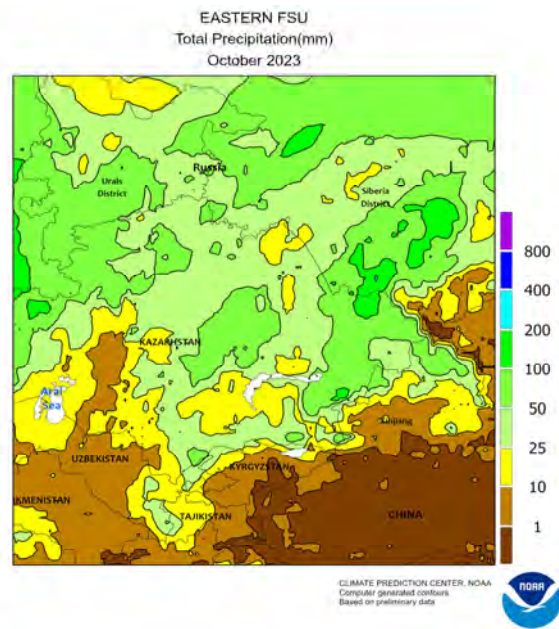 EASTERN FSU
Total Precipitation(mm)
October 2023
Russia
Urals
District
Siberia
District
KAZAKHSTAN
Aral
Sea
Xinjiang
UZBEKISTAN
KYRGYZSTAN
KMENISTAN
TAJIKISTAN
CHINA
800
400
200
100
50
25
10
1
CLIMATE PREDICTION CENTER, NOAA
Computer generated contours
Based on preliminary data
NOAA